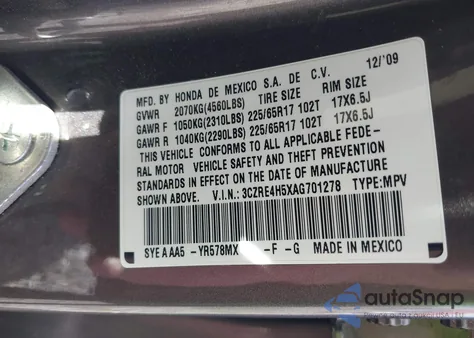 12/'09
MFD. BY HONDA DE MEXICO S.A. DE C.V.
GVWR 2070KG(4560LBS) TIRE SIZE RIM SIZE
GAWR F 1050KG(2310LBS) 225/65R17 102T 17X6.5J
GAWR R 1040KG(2290LBS) 225/65R17 102T 17X6.5J
THIS VEHICLE CONFORMS TO ALL APPLICABLE FEDE-
RAL MOTOR VEHICLE SAFETY AND THEFT PREVENTION
STANDARDS IN EFFECT ON THE DATE OF MANUFACTURE
SHOWN ABOVE. V.I.N.: 3CZRE4H5XAG701278 TYPE:MPV
SYE A AA5 -YR578MX -F -G MADE IN MEXICO
autoSnap